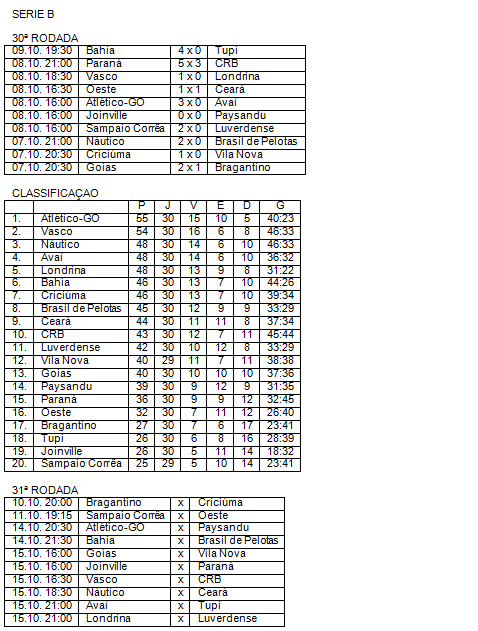 SERIE B
30ª RODADA
09.10. 19:30 Bahia 4 x 0 Tupi
08.10. 21:00 Paraná 5 x 3 CRB
08.10. 18:30 Vasco 1 x 0 Londrina
08.10. 16:30 Oeste 1 x 1 Ceará
08.10. 16:00 Atlético-GO 3 x 0 Avaí
08.10. 16:00 Joinville 0 x 0 Paysandu
08.10. 16:00 Sampaio Corrêa 2 x 0 Luverdense
07.10. 21:00 Náutico 2 x 0 Brasil de Pelotas
07.10. 20:30 Criciúma 1 x 0 Vila Nova
07.10. 20:30 Goias 2 x 1 Bragantino
CLASSIFICAÇAO
P J V E D G
1. Atlético-GO 55 30 15 10 5 40:23
2. Vasco 54 30 16 6 8 46:33
3. Náutico 48 30 14 6 10 46:33
4. Avaí 48 30 14 6 10 36:32
5. Londrina 48 30 13 9 8 31:22
6. Bahia 46 30 13 7 10 44:26
7. Criciúma 46 30 13 7 10 39:34
8. Brasil de Pelotas 45 30 12 9 9 33:29
9. Ceará 44 30 11 11 8 37:34
10. CRB 43 30 12 7 11 45:44
11. Luverdense 42 30 10 12 8 33:29
12. Vila Nova 40 29 11 7 11 38:38
13. Goias 40 30 10 10 10 37:36
14. Paysandu 39 30 9 12 9 31:35
15. Paraná 36 30 9 9 12 32:45
16. Oeste 32 30 7 11 12 26:40
17. Bragantino 27 30 7 6 17 23:41
18. Tupi 26 30 6 8 16 28:39
19. Joinville 26 30 5 11 14 18:32
20. Sampaio Corrêa 25 29 5 10 14 23:41
31ª RODADA
10.10. 20:00 Bragantino x Criciúma
11.10. 19:15 Sampaio Corrêa x Oeste
14.10. 20:30 Atlético-GO x Paysandu
14.10. 21:30 Bahia x Brasil de Pelotas
15.10. 16:00 Goias x Vila Nova
15.10. 16:00 Joinville x Paraná
15.10. 16:30 Vasco x CRB
15.10. 18:30 Náutico x Ceará
15.10. 21:00 Avaí x Tupi
15.10. 21:00 Londrina x Luverdense